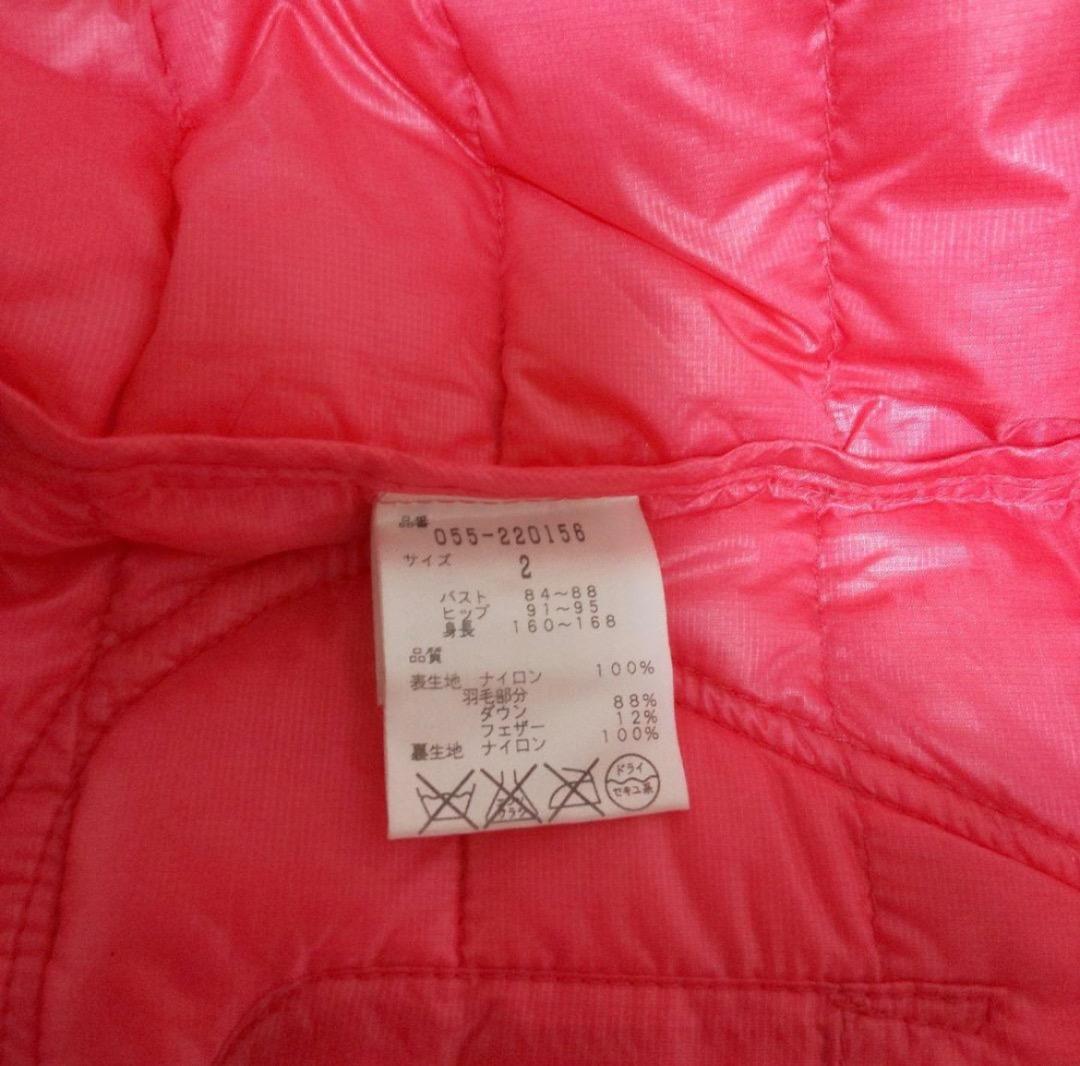 品番 055-220156
サイズ 2
バスト 84～88
ヒップ 91～95
身長 160～168
品質
表生地 ナイロン 100%
羽毛部分
ダウン 88%
フェザー 12%
裏生地 ナイロン 100%
ドライ
セキユ系